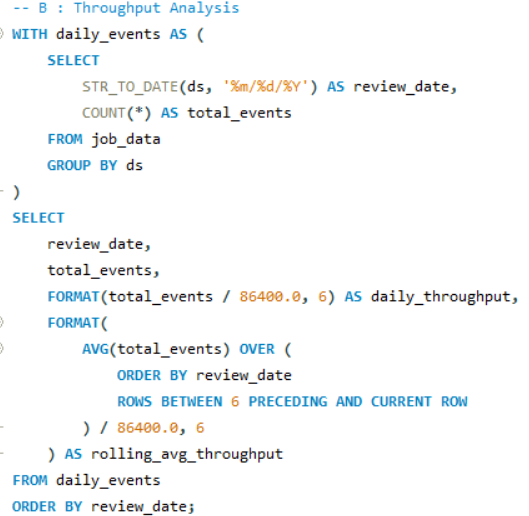 -- B : Throughput Analysis
WITH daily_events AS (
    SELECT
        STR_TO_DATE(ds, '%m/%d/%Y') AS review_date,
        COUNT(*) AS total_events
    FROM job_data
    GROUP BY ds
)
SELECT
    review_date,
    total_events,
    FORMAT(total_events / 86400.0, 6) AS daily_throughput,
    FORMAT(
        AVG(total_events) OVER (
            ORDER BY review_date
            ROWS BETWEEN 6 PRECEDING AND CURRENT ROW
        ) / 86400.0, 6
    ) AS rolling_avg_throughput
FROM daily_events
ORDER BY review_date;